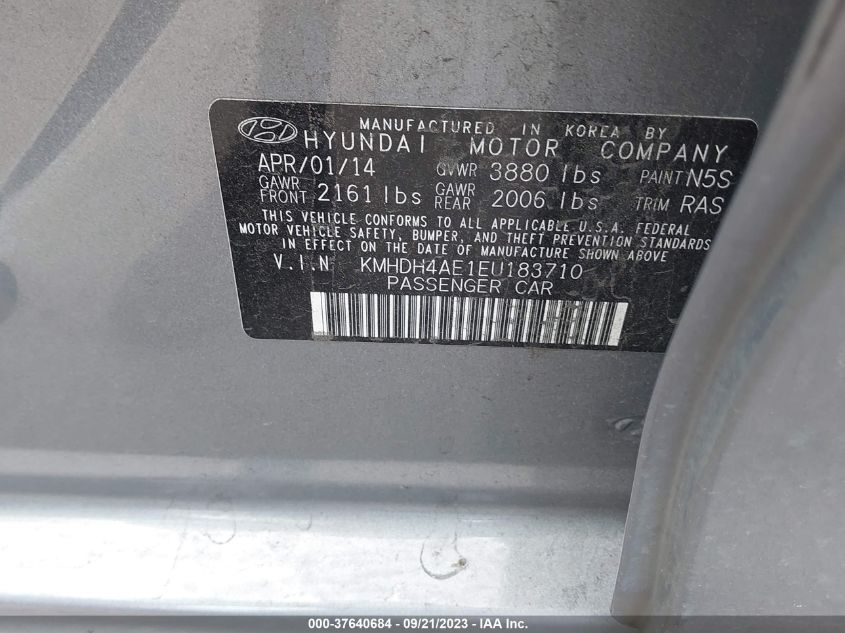 MANUFACTURED IN KOREA BY
HYUNDAI MOTOR COMPANY
APR/01/14 GVWR 3880 lbs PAINT N5S
GAWR FRONT 2161 lbs GAWR REAR 2006 lbs TRIM RAS
THIS VEHICLE CONFORMS TO ALL APPLICABLE U.S.A. FEDERAL
MOTOR VEHICLE SAFETY, BUMPER, AND THEFT PREVENTION STANDARDS
IN EFFECT ON THE DATE OF MANUFACTURE SHOWN ABOVE
V.I.N KMHDH4AE1EU183710
PASSENGER CAR
000-37640684 - 09/21/2023 - IAA Inc.